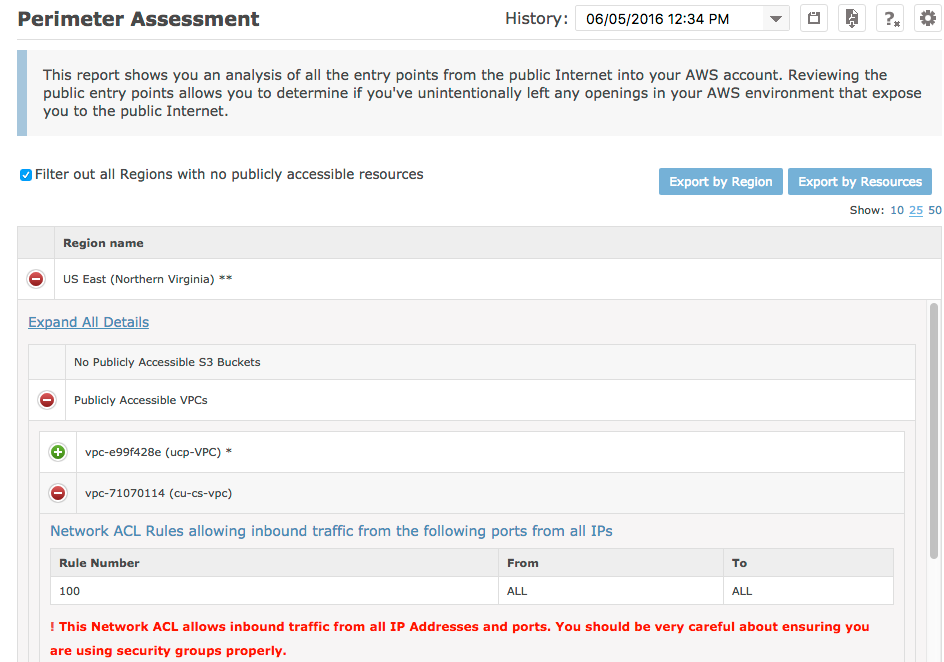 Perimeter Assessment
History: 06/05/2016 12:34 PM
This report shows you an analysis of all the entry points from the public Internet into your AWS account. Reviewing the
public entry points allows you to determine if you've unintentionally left any openings in your AWS environment that expose
you to the public Internet.
Filter out all Regions with no publicly accessible resources
Export by Region Export by Resources
Show: 10 25 50
Region name
US East (Northern Virginia) **
Expand All Details
No Publicly Accessible S3 Buckets
Publicly Accessible VPCs
vpc-e99f428e (ucp-VPC) *
vpc-71070114 (cu-cs-vpc)
Network ACL Rules allowing inbound traffic from the following ports from all IPs
Rule Number From To
100 ALL ALL
! This Network ACL allows inbound traffic from all IP Addresses and ports. You should be very careful about ensuring you
are using security groups properly.